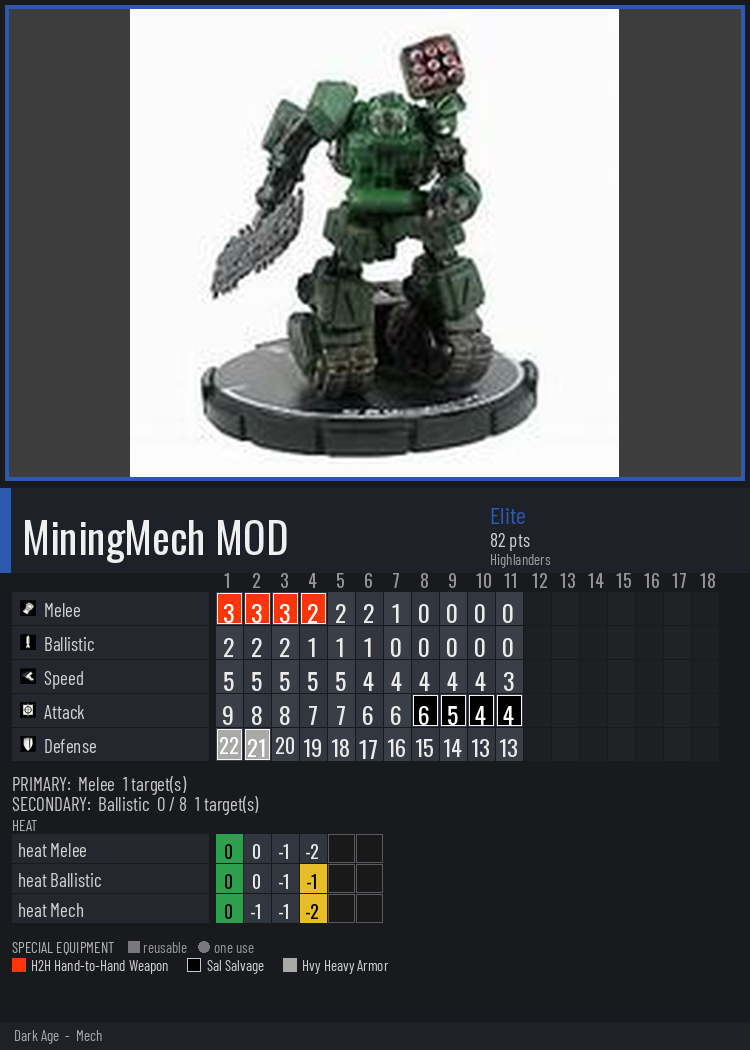 MiningMech MOD
Elite
82 pts
Highlanders
1 2 3 4 5 6 7 8 9 10 11 12 13 14 15 16 17 18
Melee 3 3 3 2 2 2 1 0 0 0 0
Ballistic 2 2 2 1 1 1 0 0 0 0 0
Speed 5 5 5 5 5 4 4 4 4 4 3
Attack 9 8 8 7 7 6 6 6 5 4 4
Defense 22 21 20 19 18 17 16 15 14 13 13
PRIMARY: Melee 1 target(s)
SECONDARY: Ballistic 0 / 8 1 target(s)
HEAT
heat Melee 0 0 -1 -2
heat Ballistic 0 0 -1 -1
heat Mech 0 -1 -1 -2
SPECIAL EQUIPMENT reusable one use
H2H Hand-to-Hand Weapon Sal Salvage Hvy Heavy Armor
Dark Age - Mech